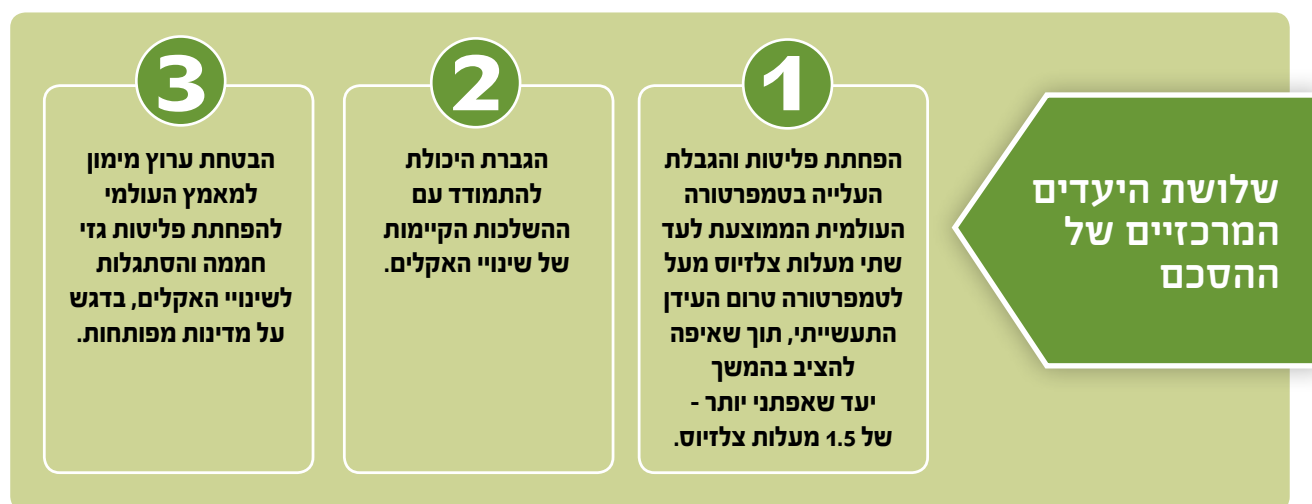 שלושת היעדים
המרכזיים של
ההסכם
1
הפחתת פליטות והגבלת
העלייה בטמפרטורה
העולמית הממוצעת לעד
שתי מעלות צלזיוס מעל
לטמפרטורה טרום העידן
התעשייתי, תוך שאיפה
להציב בהמשך
יעד שאפתני יותר -
של 1.5 מעלות צלזיוס.
2
הגברת היכולת
להתמודד עם
ההשלכות הקיימות
של שינויי האקלים.
3
הבטחת ערוץ מימון
למאמץ העולמי
להפחתת פליטות גזי
חממה והסתגלות
לשינויי האקלים, בדגש
על מדינות מפותחות.